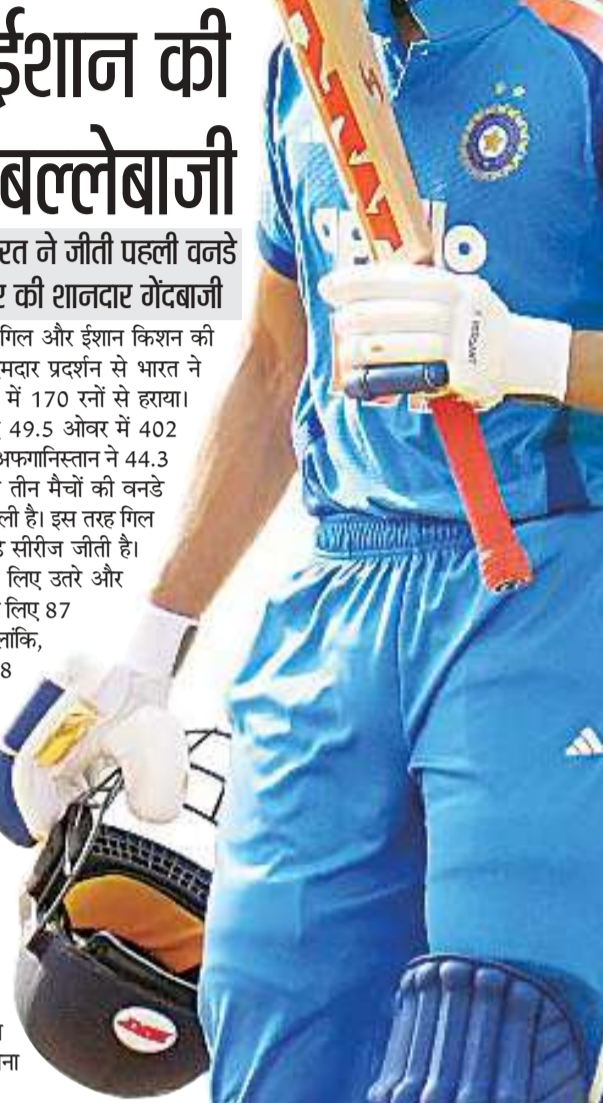 ईशान की
बल्लेबाजी
रत ने जीती पहली वनडे
र की शानदार गेंदबाजी
गिल और ईशान किशन की
मदार प्रदर्शन से भारत ने
में 170 रनों से हराया।
49.5 ओवर में 402
अफगानिस्तान ने 44.3
तीन मैचों की वनडे
ली है। इस तरह गिल
डे सीरीज जीती है।
लिए उतरे और
लिए 87
लांकि,
8
ना
MRF